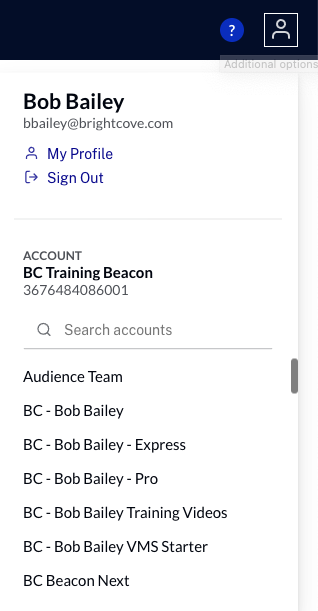 ?
Additional options
Bob Bailey
bbailey@brightcove.com
My Profile
Sign Out
ACCOUNT
BC Training Beacon
3676484086001
Search accounts
Audience Team
BC - Bob Bailey
BC - Bob Bailey - Express
BC - Bob Bailey - Pro
BC - Bob Bailey Training Videos
BC - Bob Bailey VMS Starter
BC Beacon Next